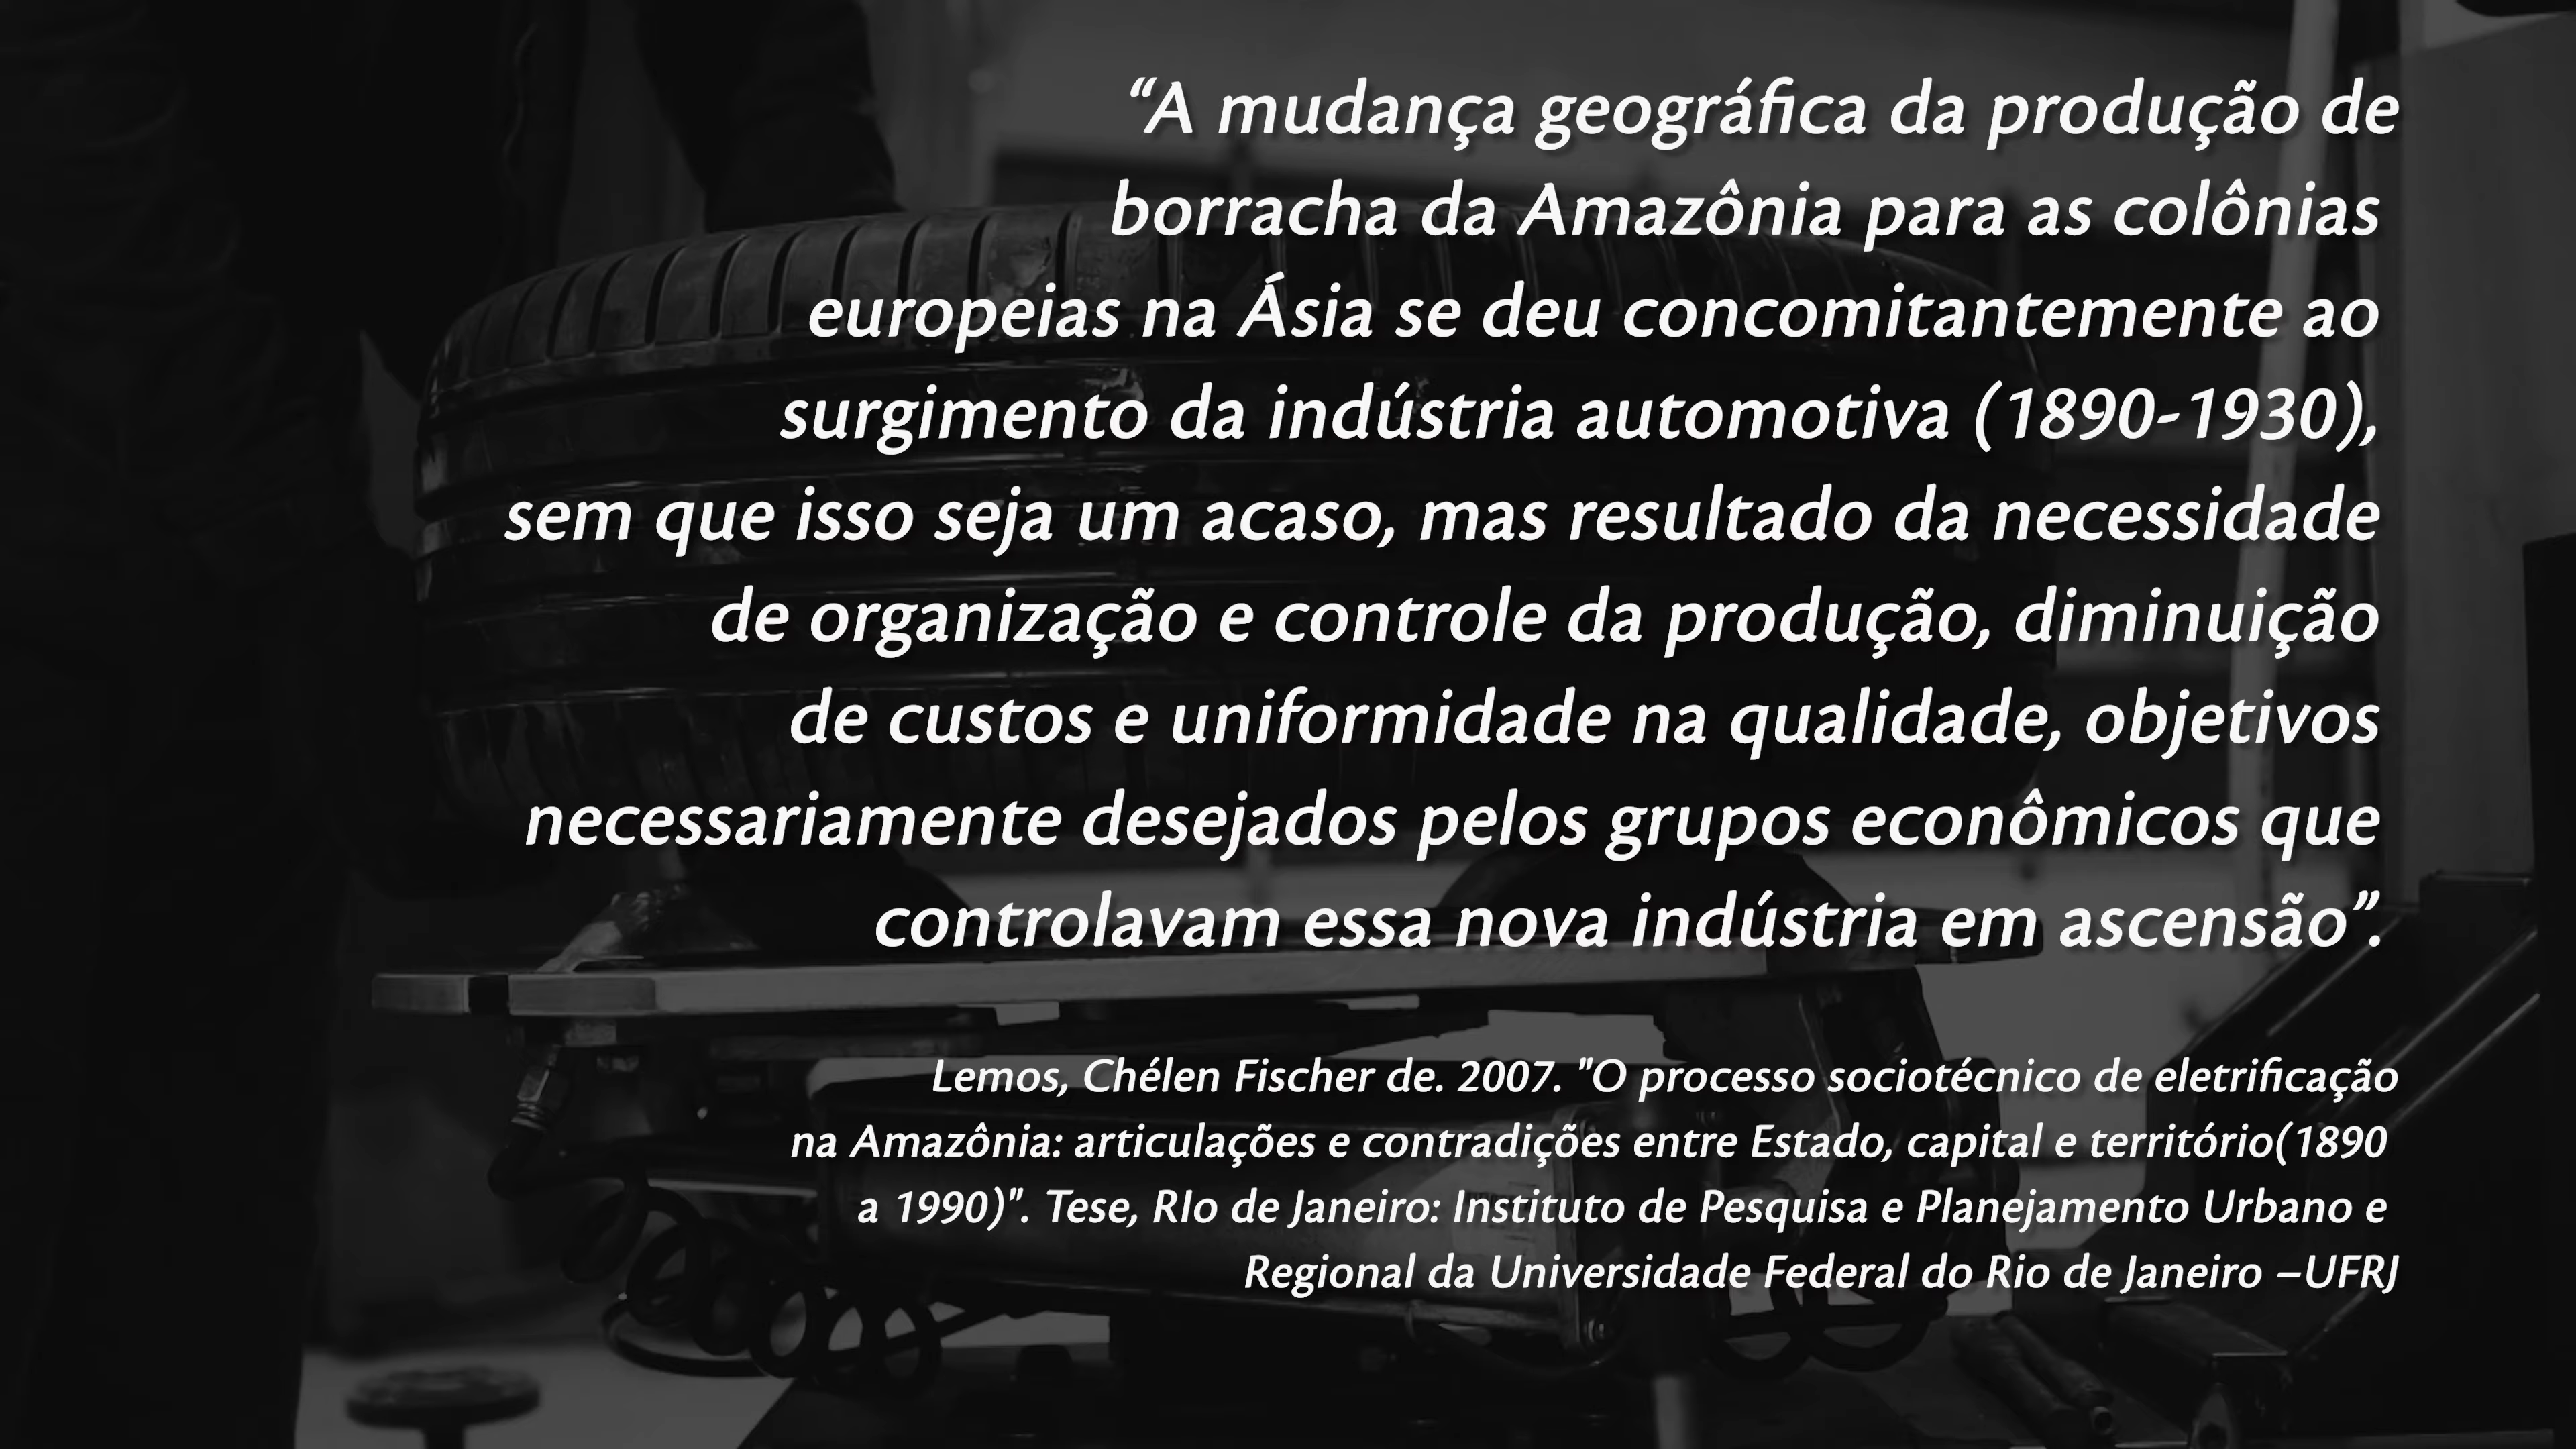 “A mudança geográfica da produção de
borracha da Amazônia para as colônias
europeias na Ásia se deu concomitantemente ao
surgimento da indústria automotiva (1890-1930),
sem que isso seja um acaso, mas resultado da necessidade
de organização e controle da produção, diminuição
de custos e uniformidade na qualidade, objetivos
necessariamente desejados pelos grupos econômicos que
controlavam essa nova indústria em ascensão”.
Lemos, Chélen Fischer de. 2007. "O processo sociotécnico de eletrificação
na Amazônia: articulações e contradições entre Estado, capital e território(1890
a 1990)". Tese, RIo de Janeiro: Instituto de Pesquisa e Planejamento Urbano e
Regional da Universidade Federal do Rio de Janeiro –UFRJ